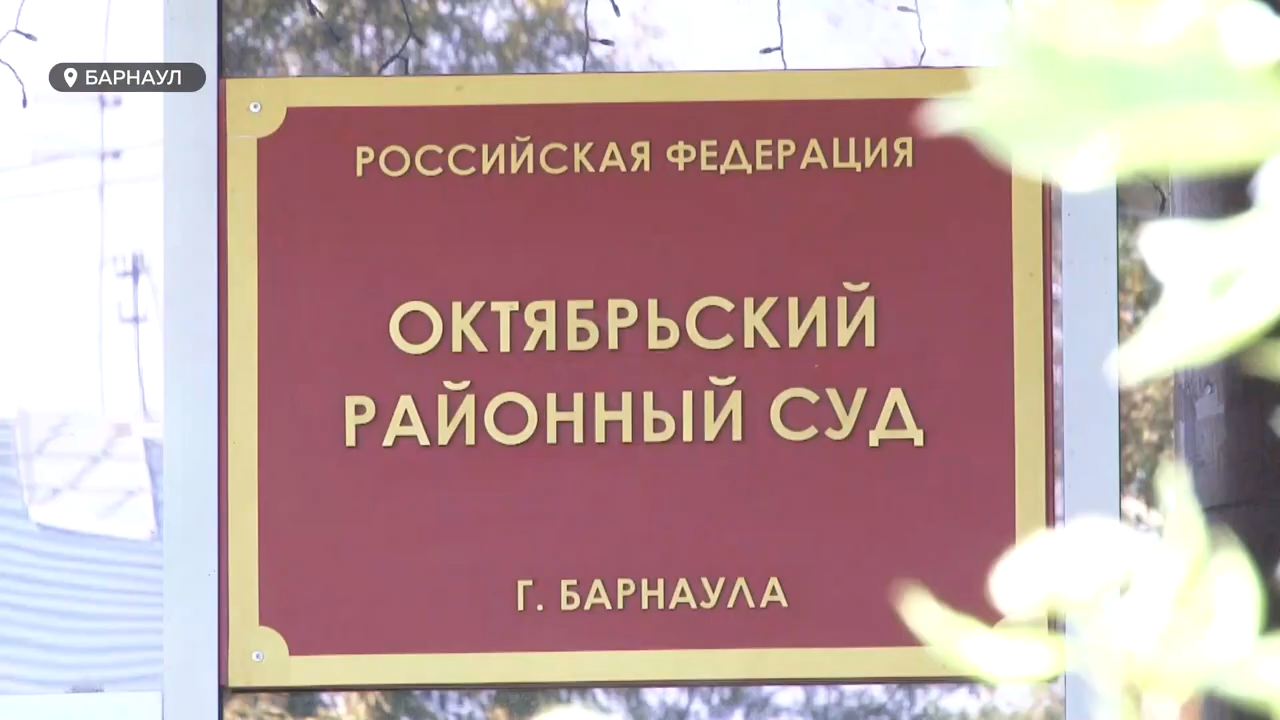 БАРНАУЛ
РОССИЙСКАЯ ФЕДЕРАЦИЯ
ОКТЯБРЬСКИЙ
РАЙОННЫЙ СУД
Г. БАРНАУЛА